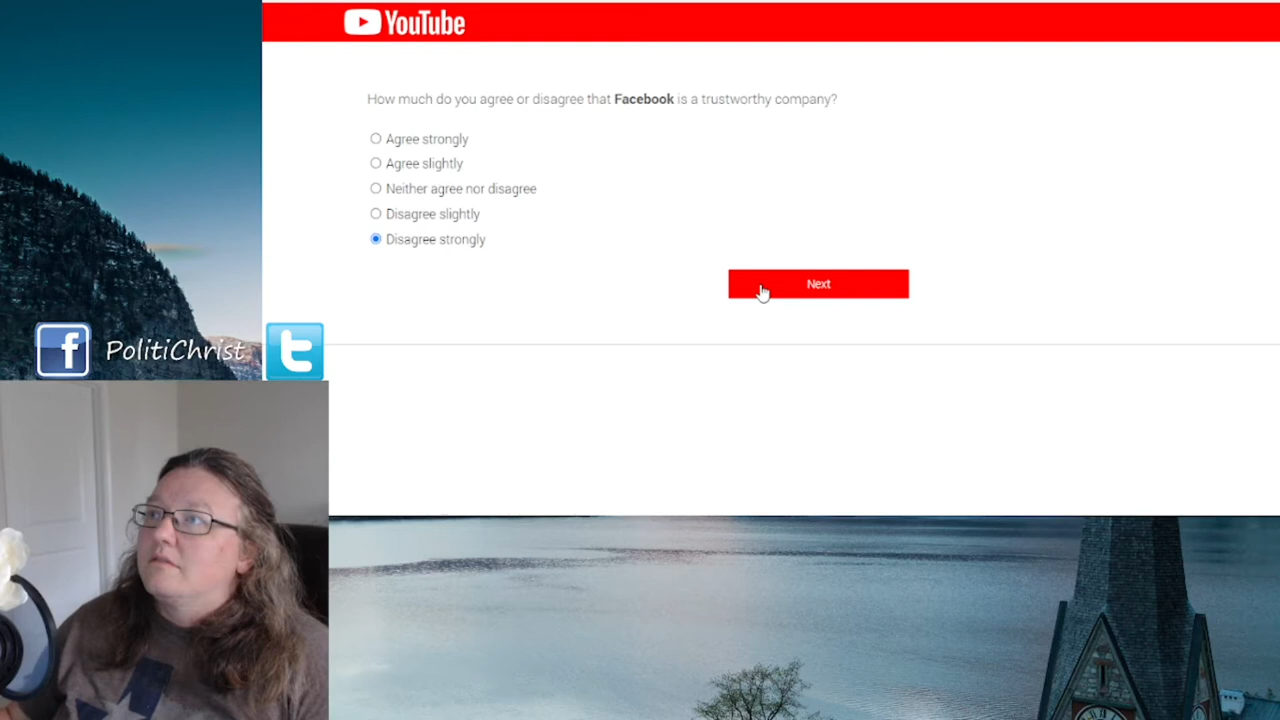 YouTube
How much do you agree or disagree that Facebook is a trustworthy company?
Agree strongly
Agree slightly
Neither agree nor disagree
Disagree slightly
Disagree strongly
Next
f PolitiChrist t